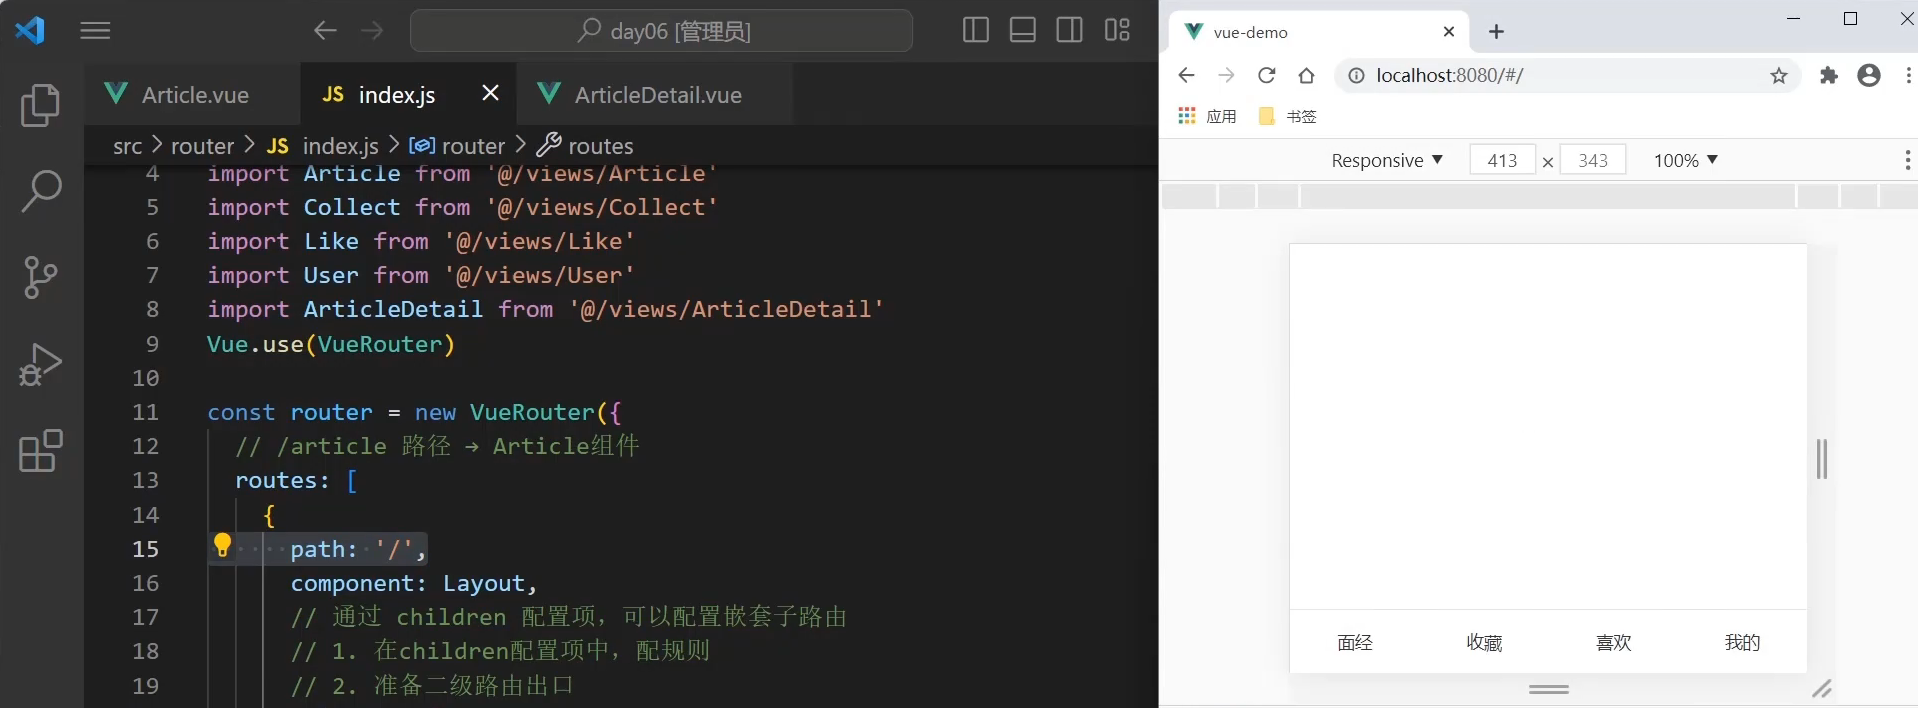 day06 [管理员]
Article.vue
JS index.js
ArticleDetail.vue
src > router > JS index.js > router > routes
4 import Article from '@/views/Article'
5 import Collect from '@/views/Collect'
6 import Like from '@/views/Like'
7 import User from '@/views/User'
8 import ArticleDetail from '@/views/ArticleDetail'
9 Vue.use(VueRouter)
10
11 const router = new VueRouter({
12 // /article 路径 → Article组件
13 routes: [
14 {
15 path: '/',
16 component: Layout,
17 // 通过 children 配置项，可以配置嵌套子路由
18 // 1. 在children配置项中，配规则
19 // 2. 准备二级路由出口
vue-demo
localhost:8080/#/
应用 书签
Responsive 413 × 343 100%
面经 收藏 喜欢 我的